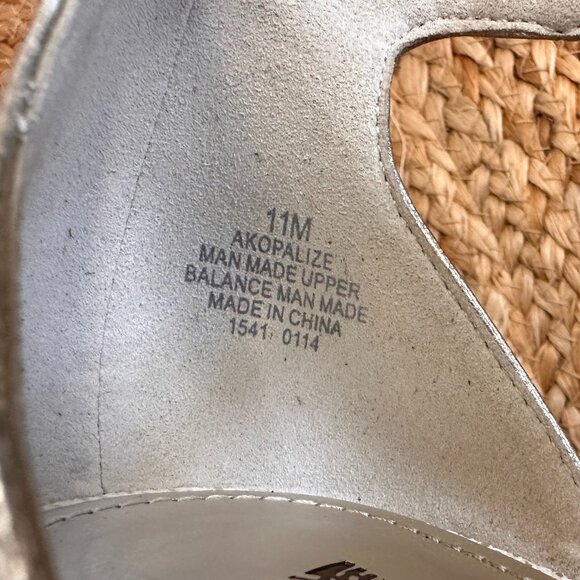 11M
AKOPALIZE
MAN MADE UPPER
BALANCE MAN MADE
MADE IN CHINA
1541 0114